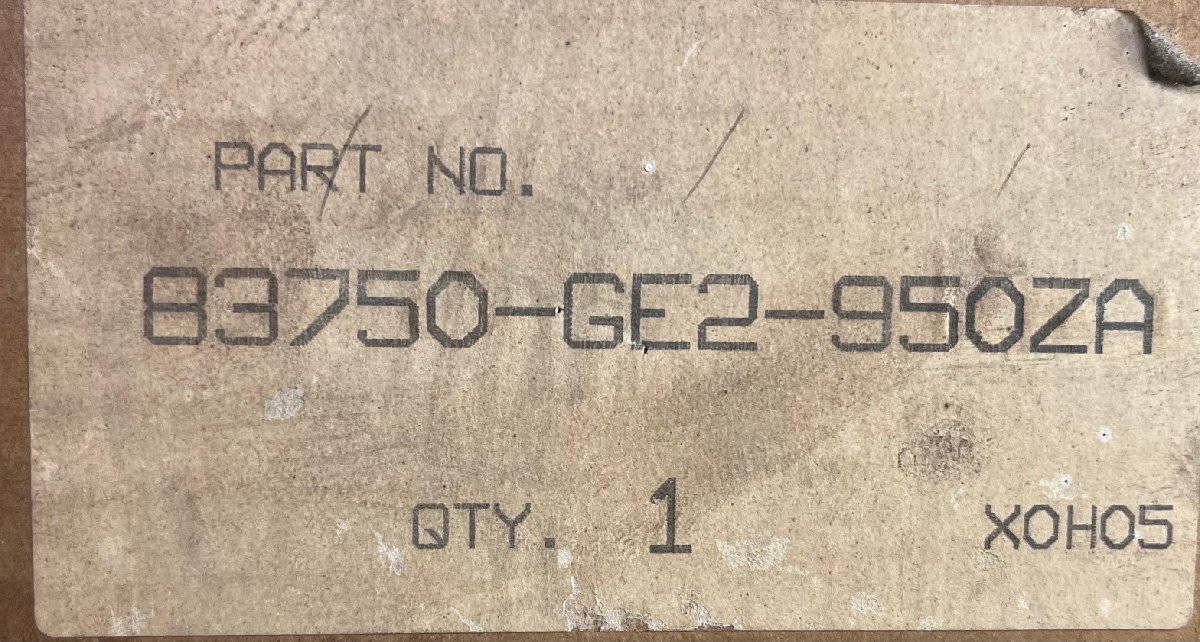 PART NO.
83750-GE2-950ZA
QTY. 1 X0H05